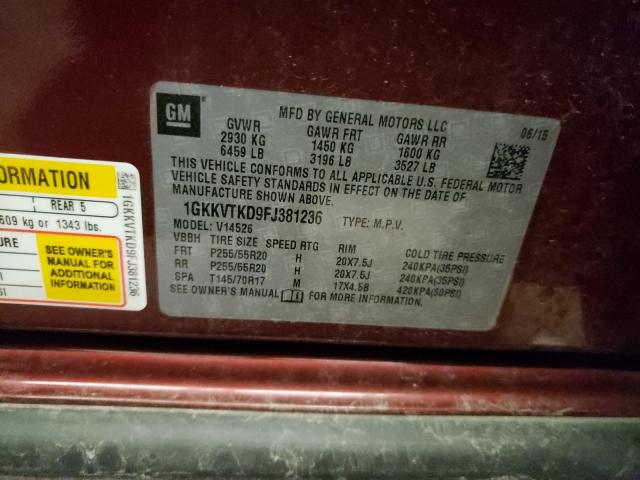 GM
MFD BY GENERAL MOTORS LLC
06/15
GVWR GAWR FRT GAWR RR
2930 KG 1450 KG 1600 KG
6459 LB 3196 LB 3527 LB
THIS VEHICLE CONFORMS TO ALL APPLICABLE U.S. FEDERAL MOTOR
VEHICLE SAFETY STANDARDS IN EFFECT ON THE DATE OF
MANUFACTURE SHOWN ABOVE.
1GKKVTKD9FJ381236 TYPE: M.P.V.
MODEL: V14526
VBBH TIRE SIZE SPEED RTG RIM COLD TIRE PRESSURE
FRT P255/55R20 H 20X7.5J 240KPA(35PSI)
RR P255/55R20 H 20X7.5J 240KPA(35PSI)
SPA T145/70R17 M 17X4.5B 420KPA(60PSI)
SEE OWNER'S MANUAL FOR MORE INFORMATION.
ORMATION
REAR 5
609 kg or 1343 lbs.
SEE OWNER'S
MANUAL FOR
ADDITIONAL
INFORMATION
1GKKVTKD9FJ381236